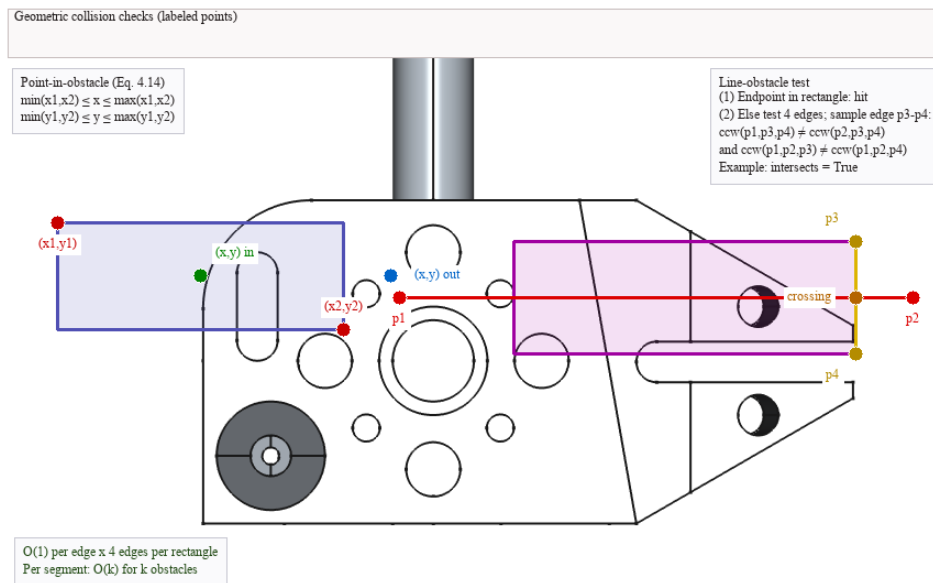 Geometric collision checks (labeled points)
Point-in-obstacle (Eq. 4.14)
min(x1,x2) ≤ x ≤ max(x1,x2)
min(y1,y2) ≤ y ≤ max(y1,y2)
Line-obstacle test
(1) Endpoint in rectangle: hit
(2) Else test 4 edges; sample edge p3-p4:
ccw(p1,p3,p4) ≠ ccw(p2,p3,p4)
and ccw(p1,p2,p3) ≠ ccw(p1,p2,p4)
Example: intersects = True
(x1,y1)
(x,y) in
(x2,y2)
(x,y) out
p1
p3
crossing
p2
p4
O(1) per edge x 4 edges per rectangle
Per segment: O(k) for k obstacles